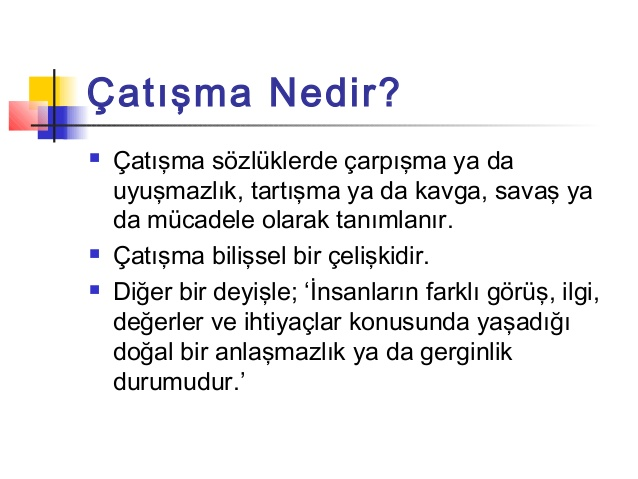 Çatışma Nedir?
Çatışma sözlüklerde çarpışma ya da
uyuşmazlık, tartışma ya da kavga, savaş ya
da mücadele olarak tanımlanır.
Çatışma bilişsel bir çelişkidir.
Diğer bir deyişle; ‘İnsanların farklı görüş, ilgi,
değerler ve ihtiyaçlar konusunda yaşadığı
doğal bir anlaşmazlık ya da gerginlik
durumudur.’